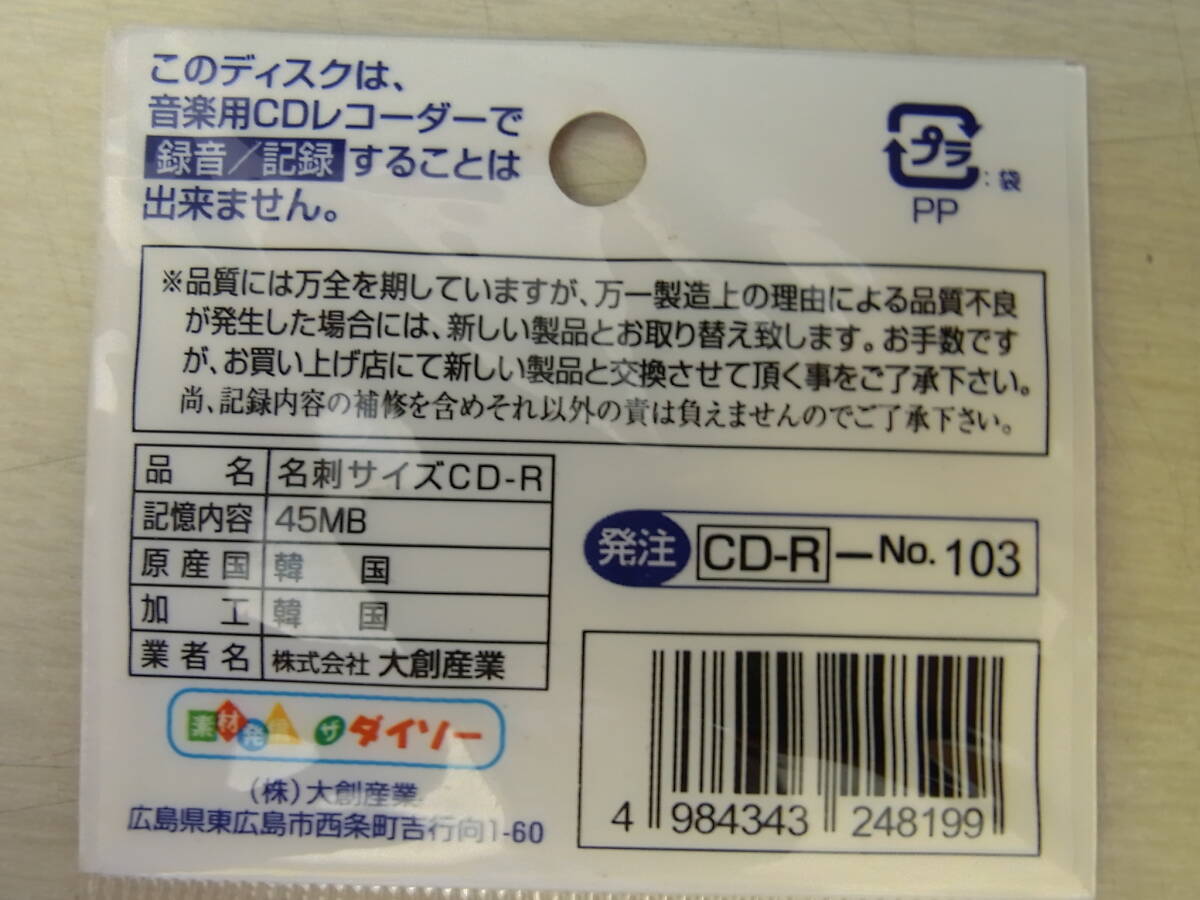 このディスクは、
音楽用CDレコーダーで
録音/記録 することは
出来ません。
プラ
:袋
PP
※品質には万全を期していますが、万一製造上の理由による品質不良
が発生した場合には、新しい製品とお取り替え致します。お手数です
が、お買い上げ店にて新しい製品と交換させて頂く事をご了承下さい。
尚、記録内容の補修を含めそれ以外の責は負えませんのでご了承下さい。
品名 名刺サイズCD-R
記憶内容 45MB
原産国 韓国
加工 韓国
業者名 株式会社 大創産業
発注 CD-R－No.103
素材発組 ザ ダイソー
(株)大創産業
広島県東広島市西条町吉行向1-60
4 984343 248199